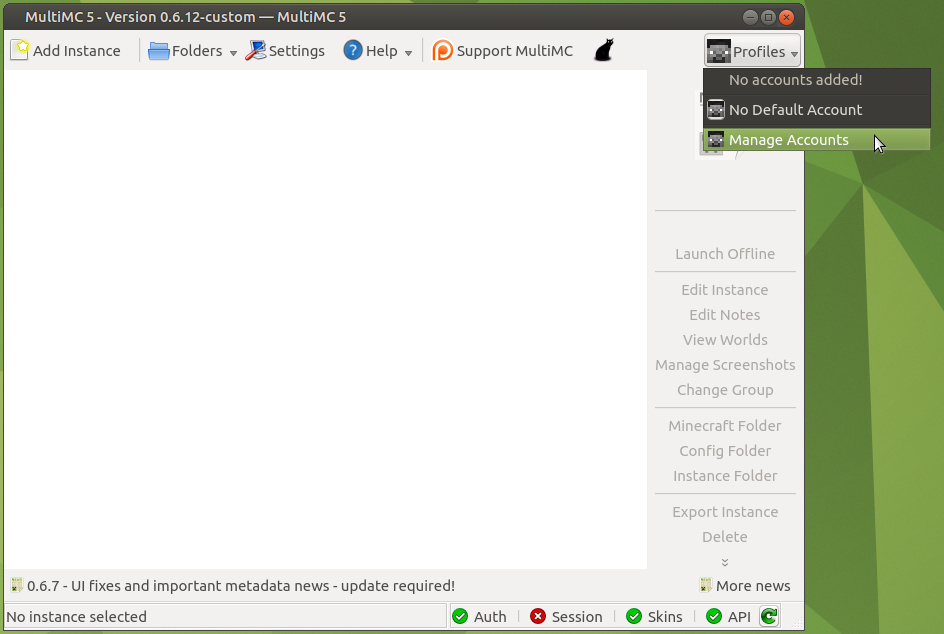 MultiMC 5 - Version 0.6.12-custom — MultiMC 5
Add Instance Folders Settings Help Support MultiMC Profiles
No accounts added!
No Default Account
Manage Accounts
Launch Offline
Edit Instance
Edit Notes
View Worlds
Manage Screenshots
Change Group
Minecraft Folder
Config Folder
Instance Folder
Export Instance
Delete
0.6.7 - UI fixes and important metadata news - update required! More news
No instance selected Auth Session Skins API